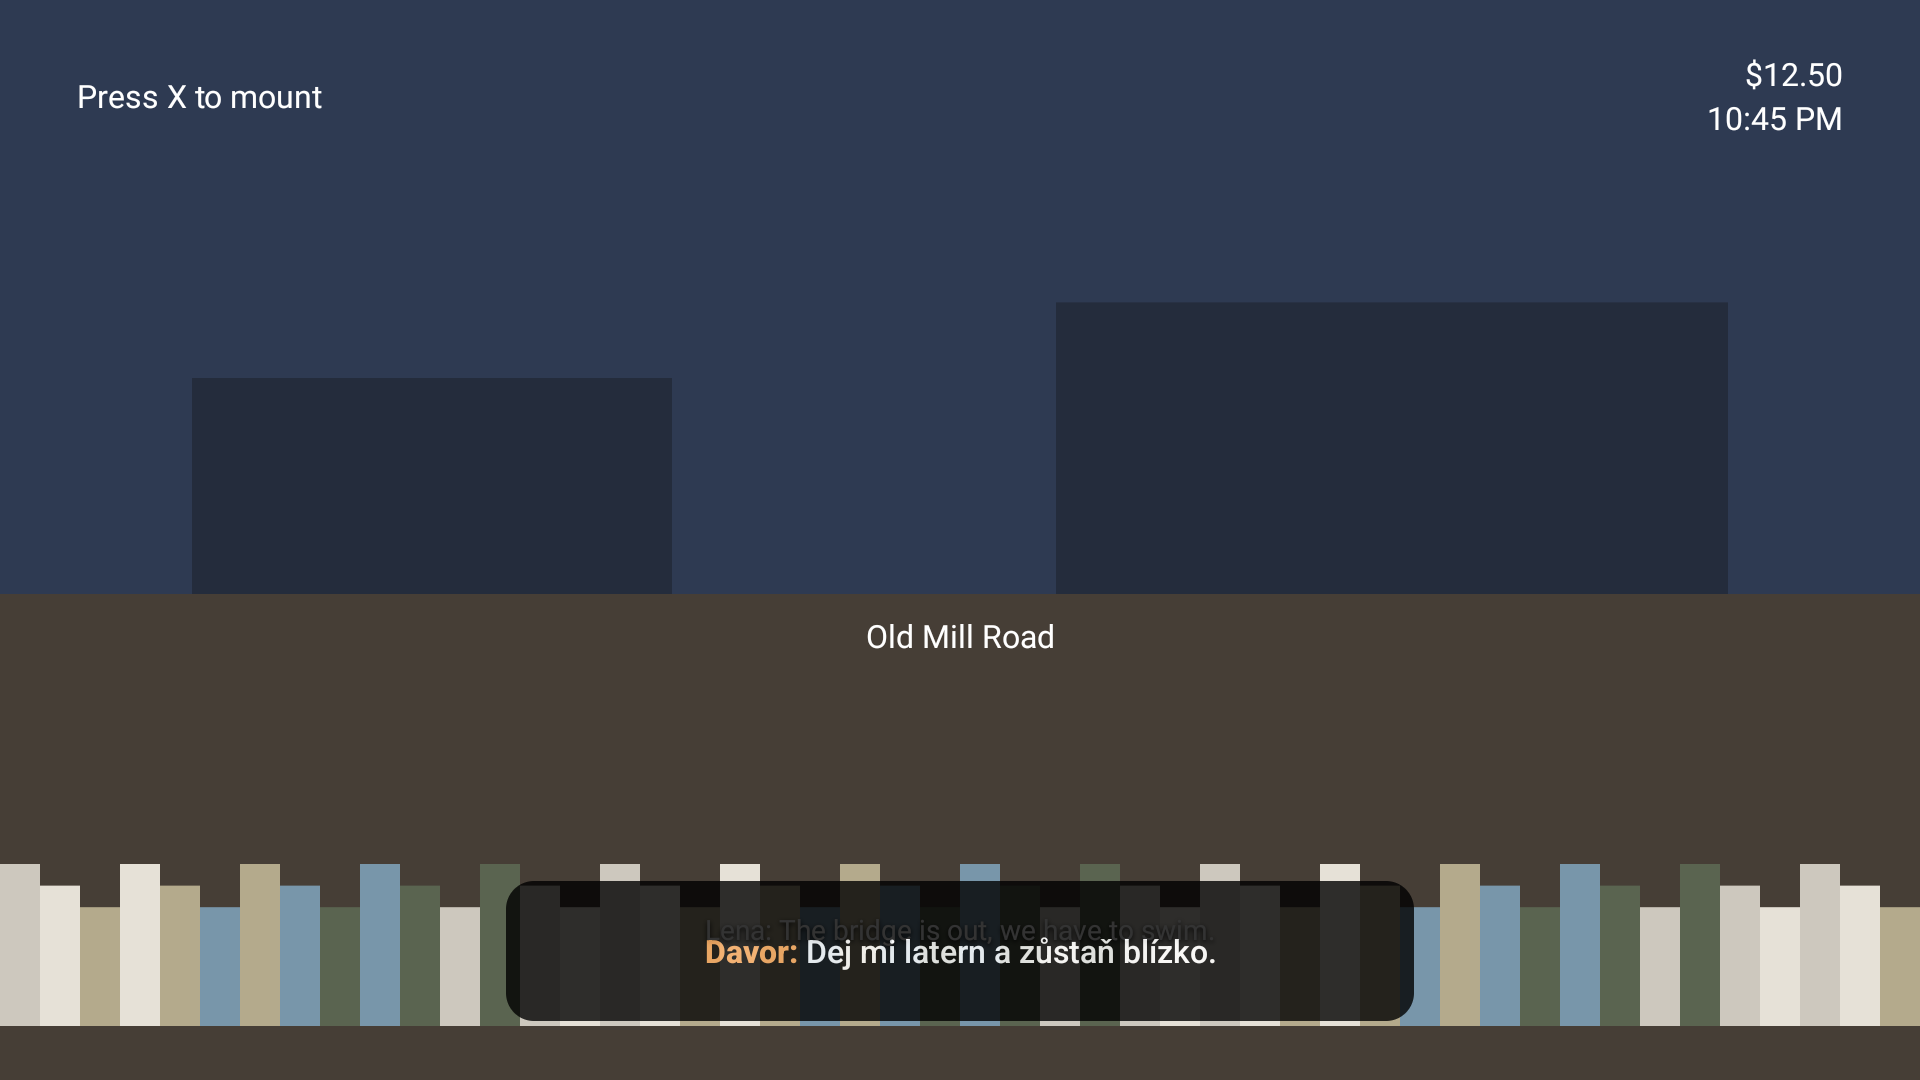 Press X to mount
$12.50
10:45 PM
Old Mill Road
Lena: The bridge is out, we have to swim.
Davor: Dej mi latern a zůstaň blízko.